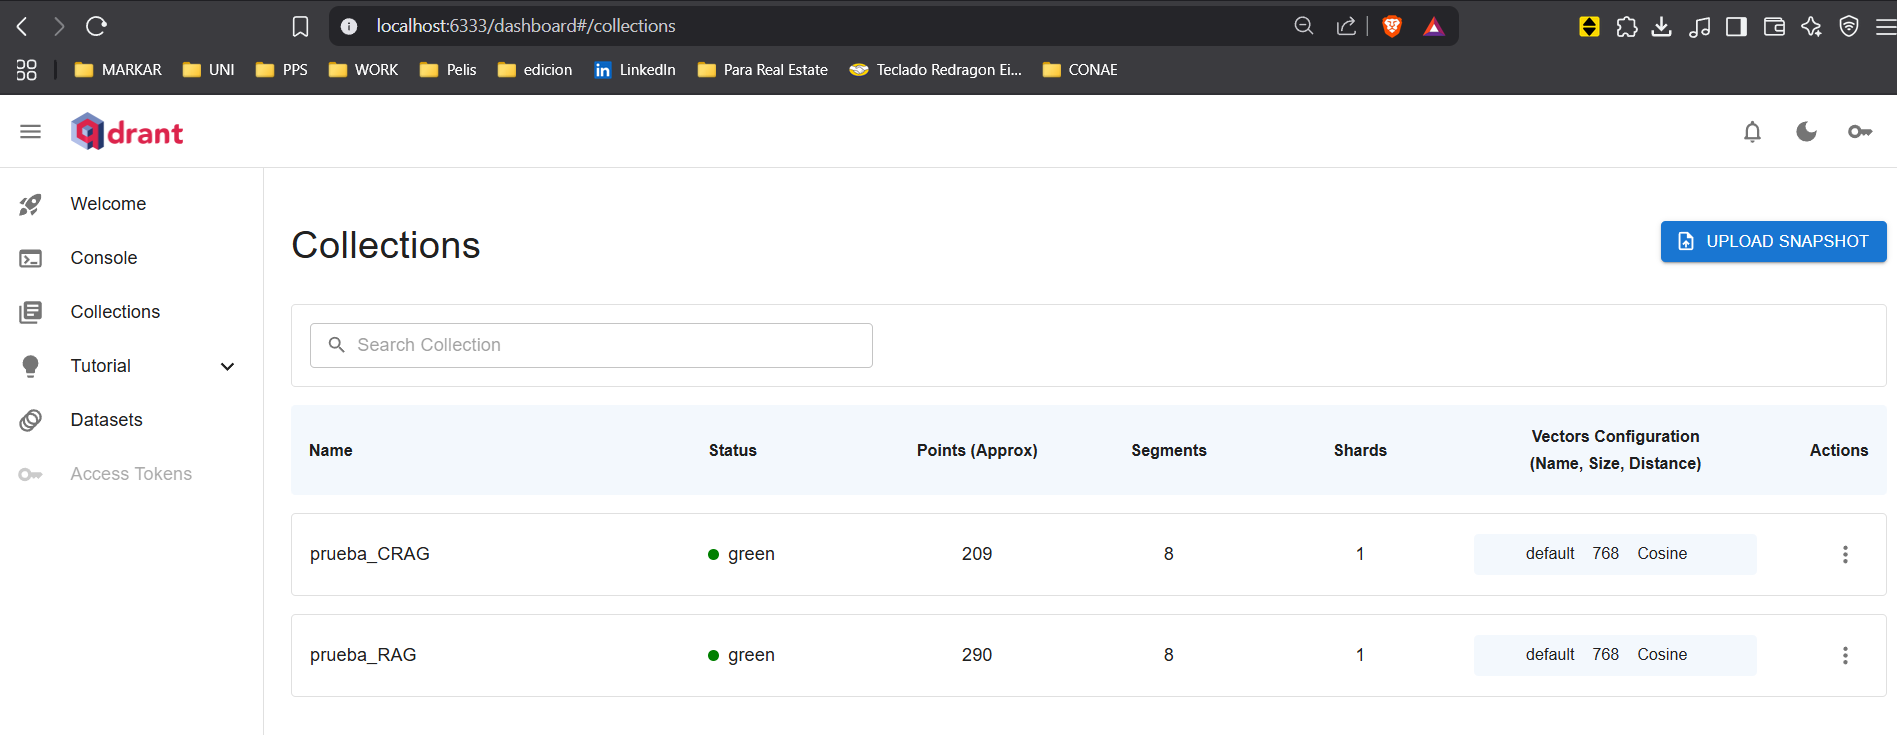 localhost:6333/dashboard#/collections
MARKAR UNI PPS WORK Pelis edicion LinkedIn Para Real Estate Teclado Redragon Ei... CONAE
qdrant
Welcome
Console
Collections
Tutorial
Datasets
Access Tokens
Collections
UPLOAD SNAPSHOT
Search Collection
Name Status Points (Approx) Segments Shards Vectors Configuration (Name, Size, Distance) Actions
prueba_CRAG green 209 8 1 default 768 Cosine
prueba_RAG green 290 8 1 default 768 Cosine